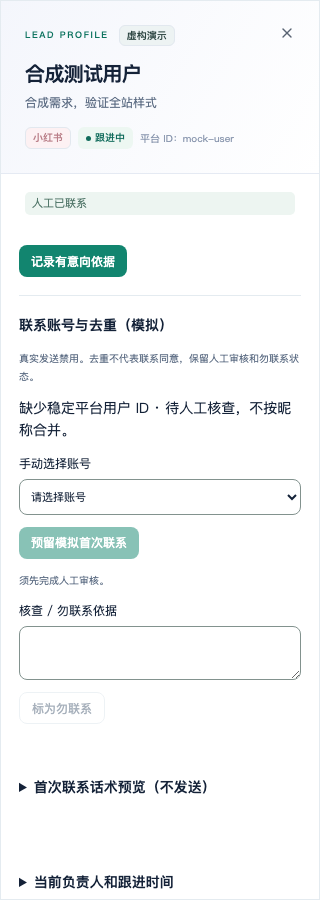 LEAD PROFILE 虚构演示
合成测试用户
合成需求，验证全站样式
小红书 跟进中 平台 ID：mock-user
人工已联系
记录有意向依据
联系账号与去重（模拟）
真实发送禁用。去重不代表联系同意，保留人工审核和勿联系状
态。
缺少稳定平台用户 ID · 待人工核查，不按昵
称合并。
手动选择账号
请选择账号
预留模拟首次联系
须先完成人工审核。
核查 / 勿联系依据
标为勿联系
首次联系话术预览（不发送）
当前负责人和跟进时间